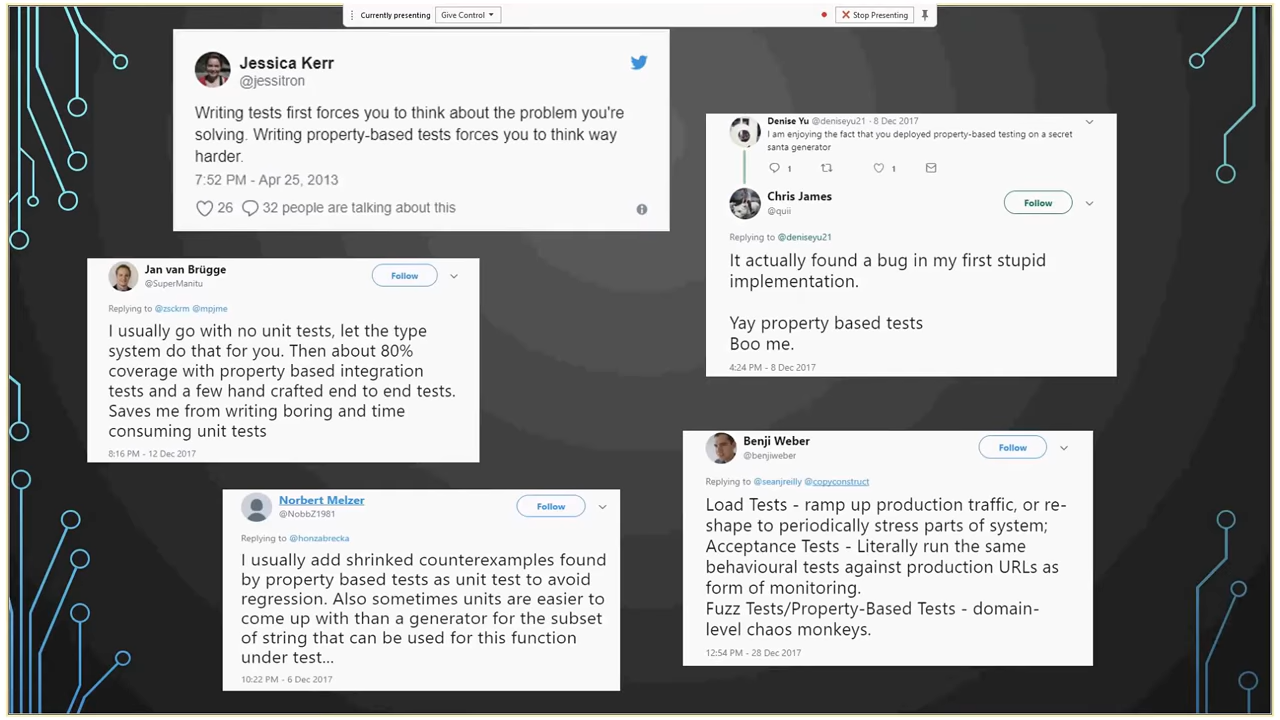 Currently presenting Give Control Stop Presenting
Jessica Kerr
@jessitron
Writing tests first forces you to think about the problem you're
solving. Writing property-based tests forces you to think way
harder.
7:52 PM - Apr 25, 2013
26 32 people are talking about this
Denise Yu @deniseyu21 · 8 Dec 2017
I am enjoying the fact that you deployed property-based testing on a secret
santa generator
1 1
Chris James
@quii
Follow
Replying to @deniseyu21
It actually found a bug in my first stupid
implementation.
Yay property based tests
Boo me.
4:24 PM - 8 Dec 2017
Jan van Brügge
@SuperManitu
Follow
Replying to @zsckrm @mpjme
I usually go with no unit tests, let the type
system do that for you. Then about 80%
coverage with property based integration
tests and a few hand crafted end to end tests.
Saves me from writing boring and time
consuming unit tests
8:16 PM - 12 Dec 2017
Benji Weber
@benjiweber
Follow
Replying to @seanjreilly @copyconstruct
Load Tests - ramp up production traffic, or re-
shape to periodically stress parts of system;
Acceptance Tests - Literally run the same
behavioural tests against production URLs as
form of monitoring.
Fuzz Tests/Property-Based Tests - domain-
level chaos monkeys.
12:54 PM - 28 Dec 2017
Norbert Melzer
@NobbZ1981
Follow
Replying to @honzabrecka
I usually add shrinked counterexamples found
by property based tests as unit test to avoid
regression. Also sometimes units are easier to
come up with than a generator for the subset
of string that can be used for this function
under test...
10:22 PM - 6 Dec 2017